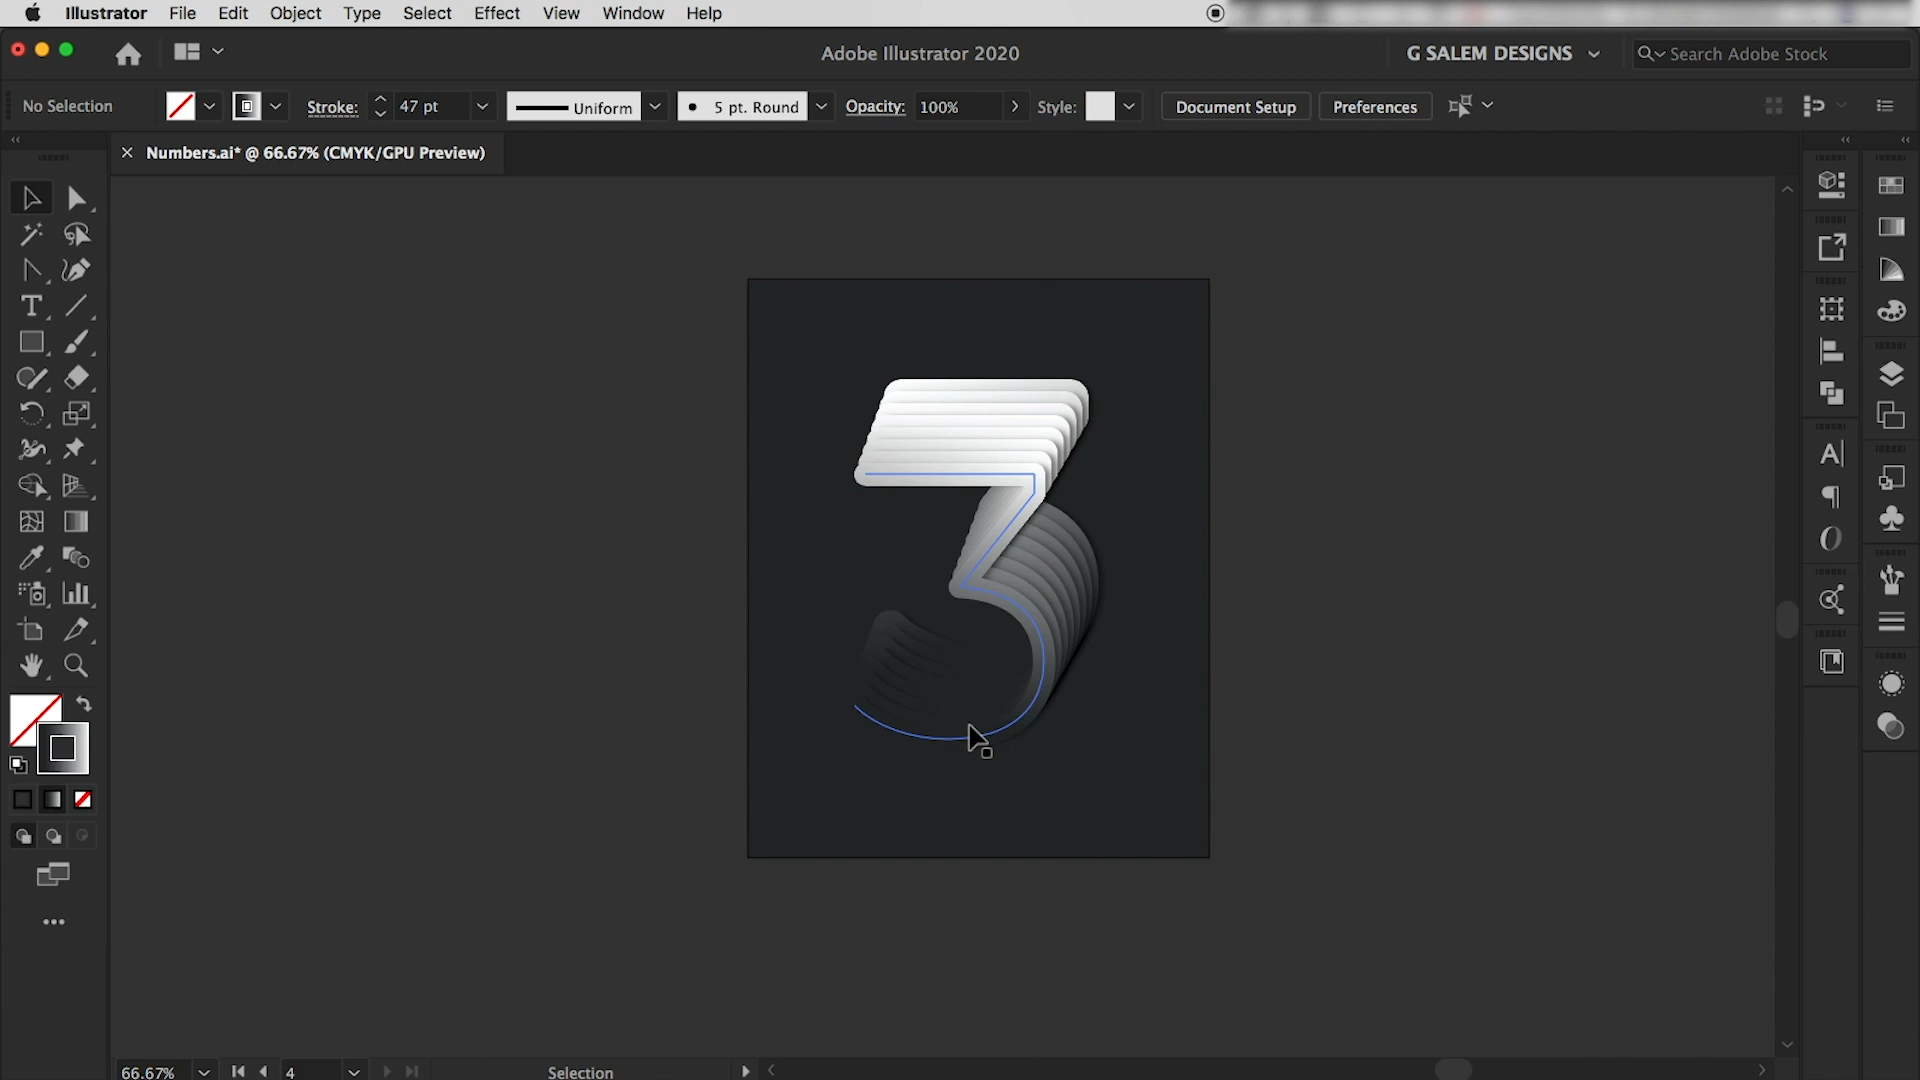 Illustrator File Edit Object Type Select Effect View Window Help
Adobe Illustrator 2020
G SALEM DESIGNS
Search Adobe Stock
No Selection
Stroke: 47 pt
Uniform
5 pt. Round
Opacity: 100%
Style:
Document Setup
Preferences
Numbers.ai* @ 66.67% (CMYK/GPU Preview)
3
66.67%
4
Selection